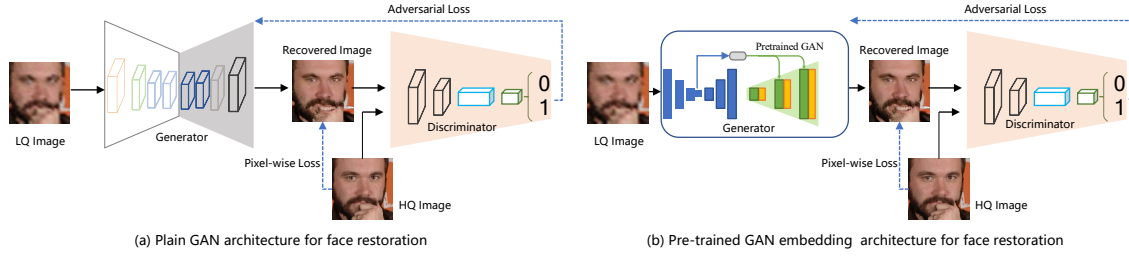 Adversarial Loss
Recovered Image
LQ Image
Generator
Discriminator
0
1
Pixel-wise Loss
HQ Image
(a) Plain GAN architecture for face restoration
Adversarial Loss
Pretrained GAN
Recovered Image
LQ Image
Generator
Discriminator
0
1
Pixel-wise Loss
HQ Image
(b) Pre-trained GAN embedding architecture for face restoration